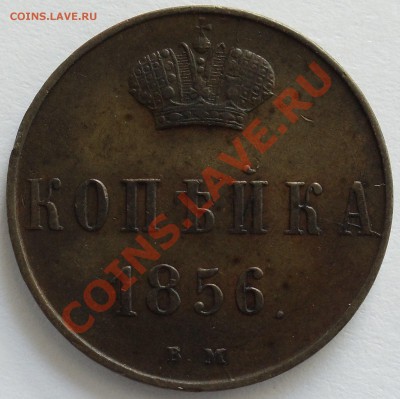 COINS.LAVE.RU
КОПѢЙКА
1856.
В М
COINS.LAVE.RU